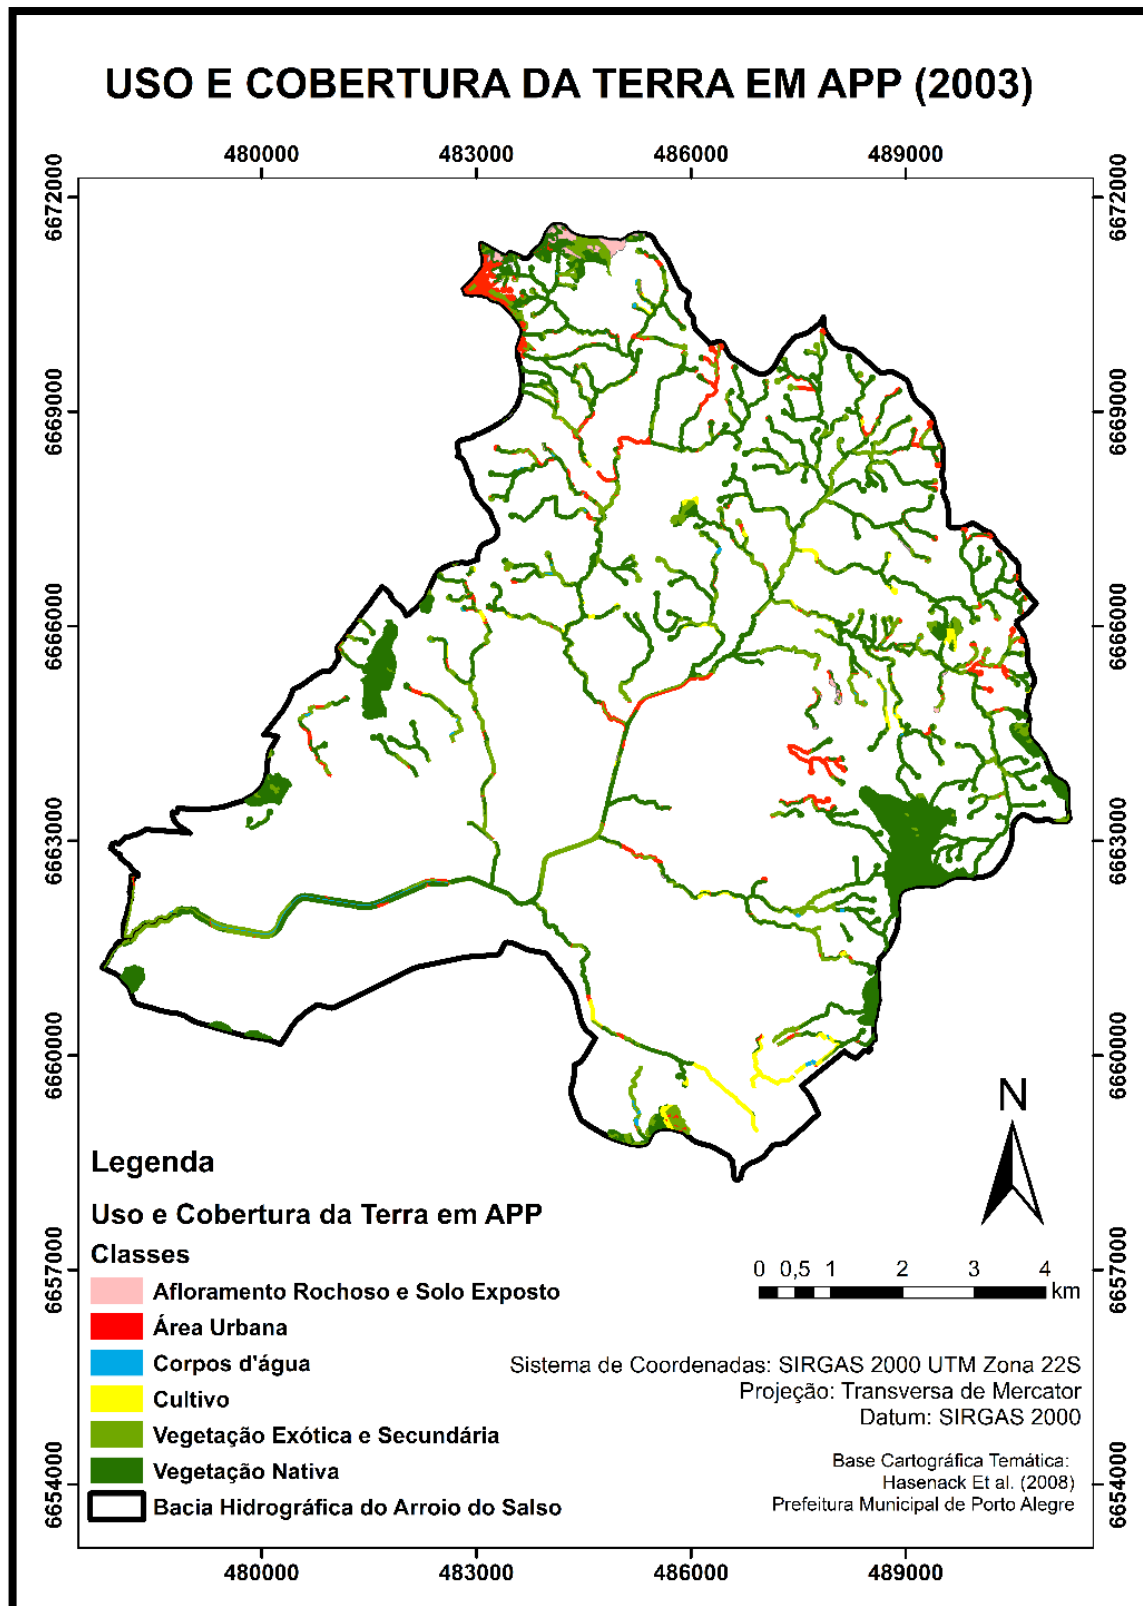 USO E COBERTURA DA TERRA EM APP (2003)
480000 483000 486000 489000
6672000 6672000
6669000 6669000
6666000 6666000
6663000 6663000
6660000 6660000
6657000 6657000
6654000 6654000
N
Legenda
Uso e Cobertura da Terra em APP
Classes
Afloramento Rochoso e Solo Exposto
Área Urbana
Corpos d'água
Cultivo
Vegetação Exótica e Secundária
Vegetação Nativa
Bacia Hidrográfica do Arroio do Salso
0 0,5 1 2 3 4
km
Sistema de Coordenadas: SIRGAS 2000 UTM Zona 22S
Projeção: Transversa de Mercator
Datum: SIRGAS 2000
Base Cartográfica Temática:
Hasenack Et al. (2008)
Prefeitura Municipal de Porto Alegre
480000 483000 486000 489000